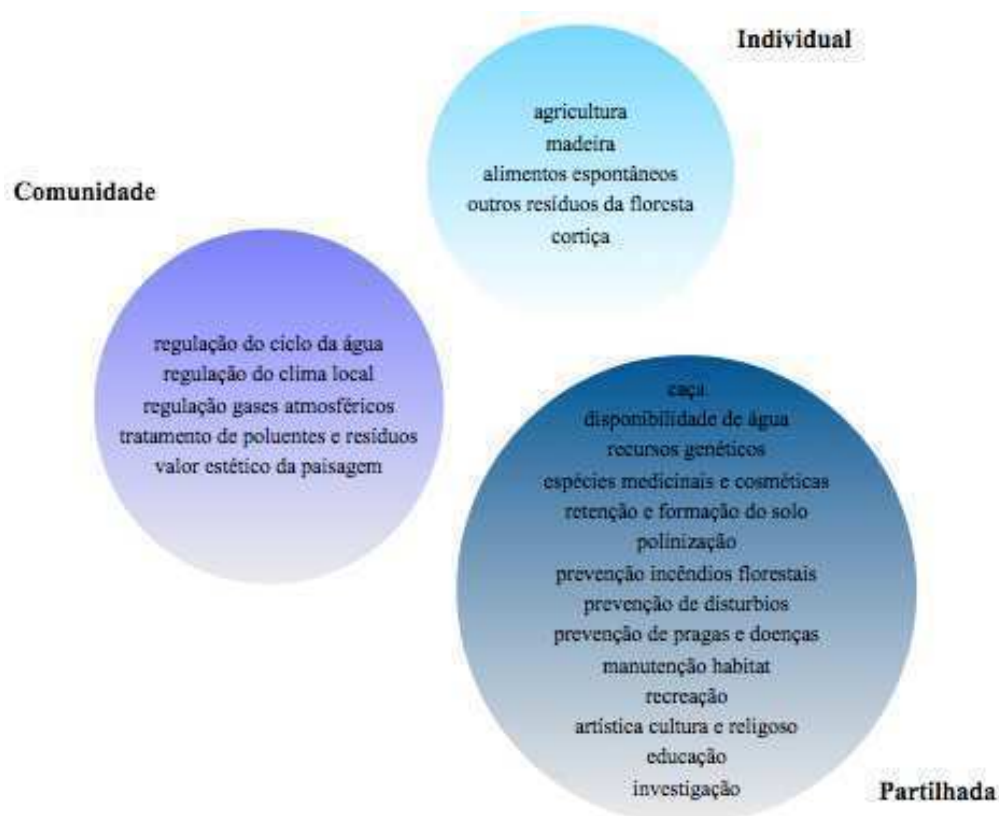 Individual
agricultura
madeira
alimentos espontâneos
outros resíduos da floresta
cortiça
Comunidade
regulação do ciclo da água
regulação do clima local
regulação gases atmosféricos
tratamento de poluentes e resíduos
valor estético da paisagem
caça
disponibilidade de água
recursos genéticos
espécies medicinais e cosméticas
retenção e formação do solo
polinização
prevenção incêndios florestais
prevenção de disturbios
prevenção de pragas e doenças
manutenção habitat
recreação
artística cultura e religoso
educação
investigação
Partilhada